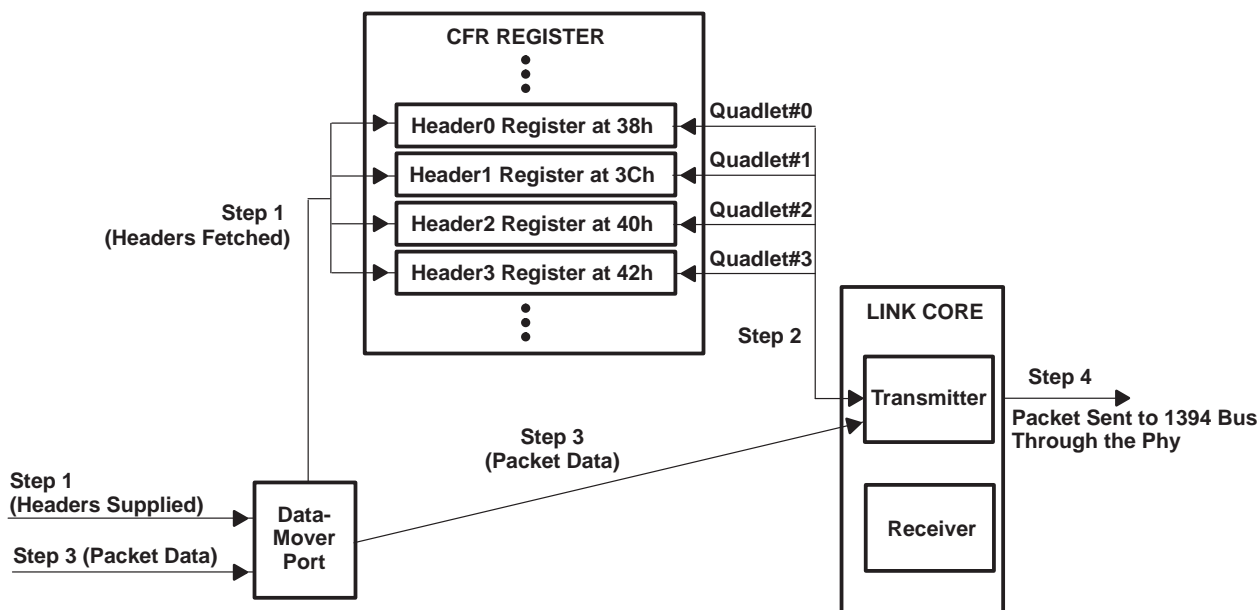 CFR REGISTER
Header0 Register at 38h
Quadlet#0
Header1 Register at 3Ch
Quadlet#1
Header2 Register at 40h
Quadlet#2
Header3 Register at 42h
Quadlet#3
Step 1
(Headers Fetched)
Step 2
LINK CORE
Transmitter
Step 4
Packet Sent to 1394 Bus
Through the Phy
Step 3
(Packet Data)
Step 1
(Headers Supplied)
Step 3 (Packet Data)
Data-
Mover
Port
Receiver